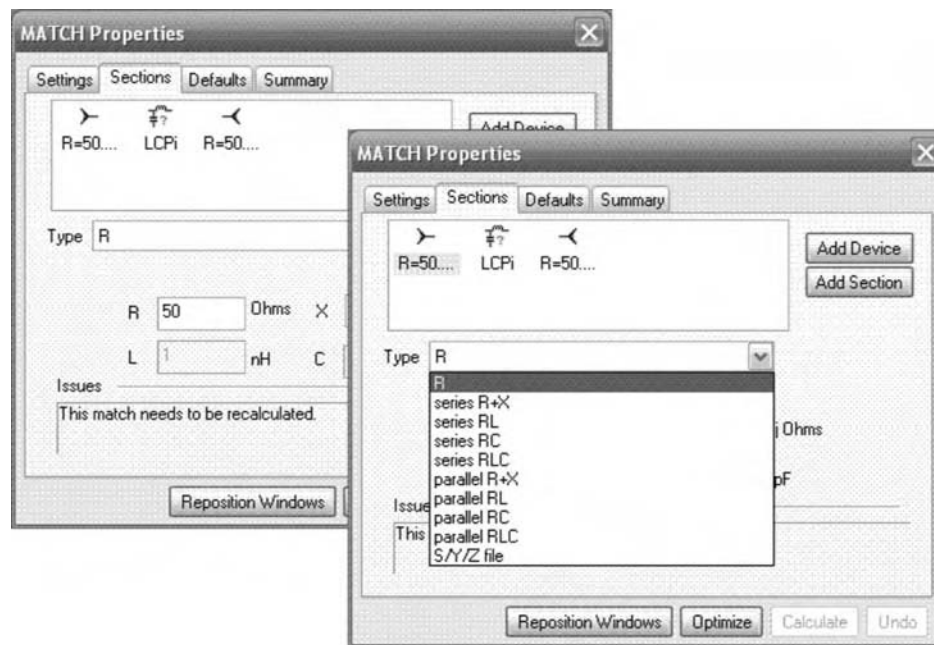 MATCH Properties
Settings Sections Defaults Summary
R=50.... LCPi R=50....
Add Device
Type R
R 50 Ohms X
L 1 nH C
Issues
This match needs to be recalculated.
Reposition Windows
MATCH Properties
Settings Sections Defaults Summary
R=50.... LCPi R=50....
Add Device
Add Section
Type R
R
series R+X
series RL
series RC
series RLC
parallel R+X
parallel RL
parallel RC
parallel RLC
S/Y/Z file
j Ohms
pF
Issue
This
Reposition Windows Optimize Calculate Undo